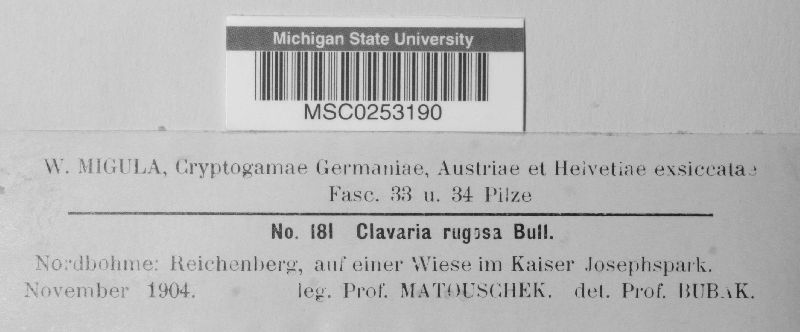 Michigan State University
MSC0253190
W. MIGULA, Cryptogamae Germaniae, Austriae et Helvetiae exsiccatae
Fasc. 33 u. 34 Pilze
No. 181 Clavaria rugosa Bull.
Nordbohme: Reichenberg, auf einer Wiese im Kaiser Josephspark.
November 1904. leg. Prof. MATOUSCHEK. det. Prof. BUBAK.